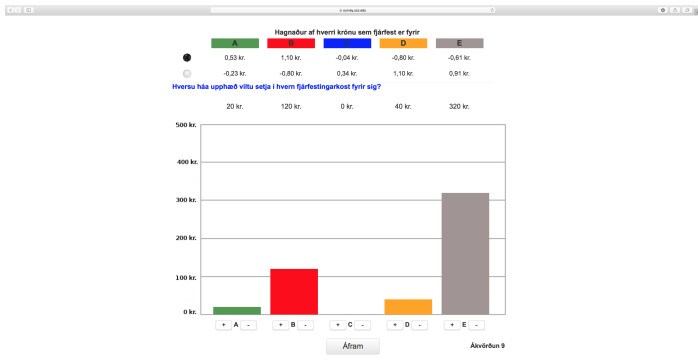 Hagnaður af hverri krónu sem fjárfest er fyrir
A B C D E
0,53 kr. 1,10 kr. -0,04 kr. -0,80 kr. -0,61 kr.
-0,23 kr. -0,80 kr. 0,34 kr. 1,10 kr. 0,91 kr.
Hversu háa upphæð viltu setja í hvern fjárfestingarkost fyrir sig?
20 kr. 120 kr. 0 kr. 40 kr. 320 kr.
500 kr.
400 kr.
300 kr.
200 kr.
100 kr.
0 kr.
+ A - + B - + C - + D - + E -
Áfram
Ákvörðun 9